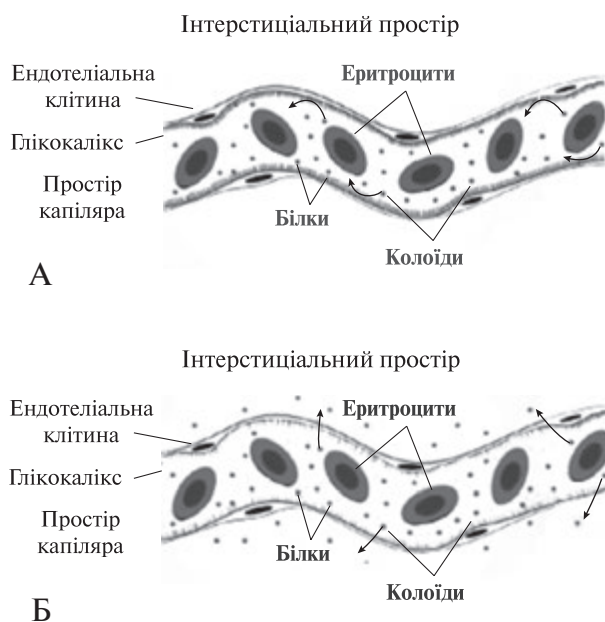 Інтерстиціальний простір
Ендотеліальна
клітина
Еритроцити
Глікокалікс
Простір
капіляра
Білки
Колоїди
А
Інтерстиціальний простір
Ендотеліальна
клітина
Еритроцити
Глікокалікс
Простір
капіляра
Білки
Колоїди
Б